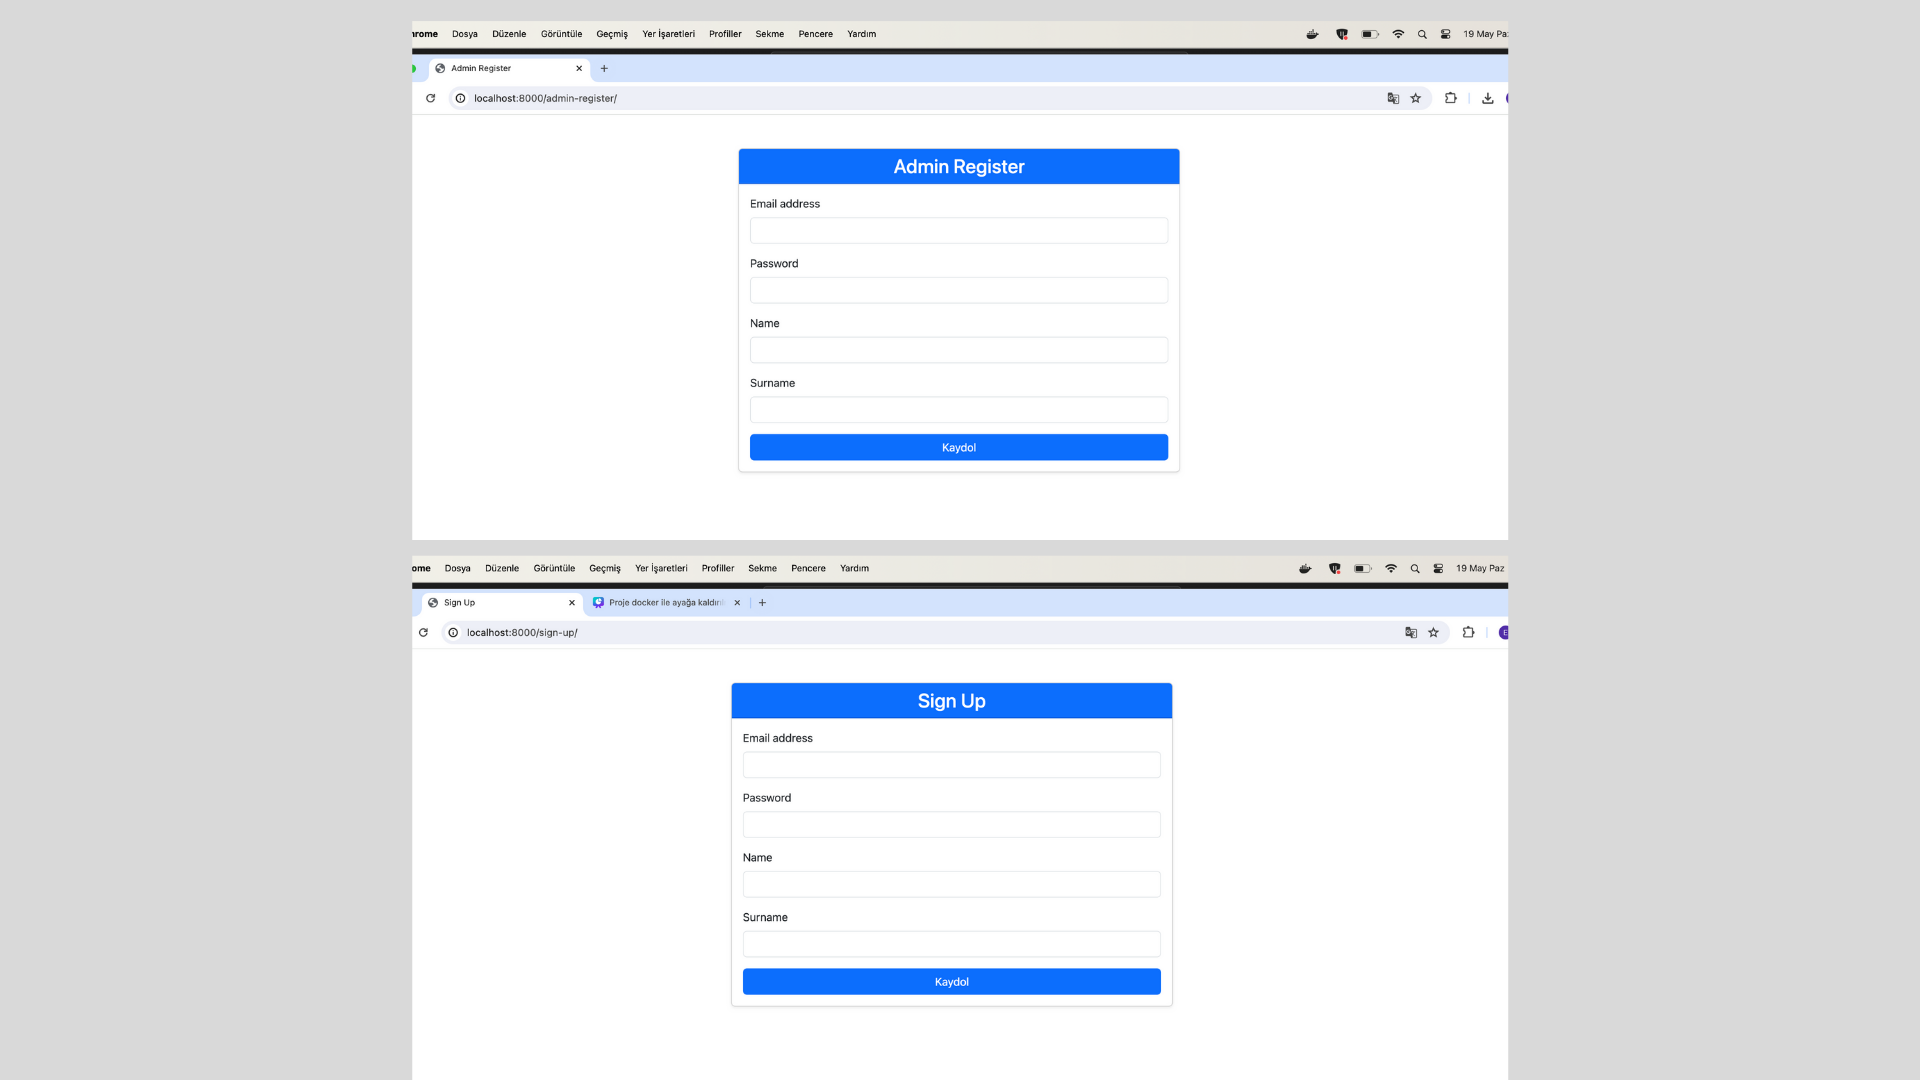 rome Dosya Düzenle Görüntüle Geçmiş Yer İşaretleri Profiller Sekme Pencere Yardım 19 May Paz
Admin Register
localhost:8000/admin-register/
Admin Register
Email address
Password
Name
Surname
Kaydol
ome Dosya Düzenle Görüntüle Geçmiş Yer İşaretleri Profiller Sekme Pencere Yardım 19 May Paz
Sign Up Proje docker ile ayağa kaldırıl
localhost:8000/sign-up/
E
Sign Up
Email address
Password
Name
Surname
Kaydol